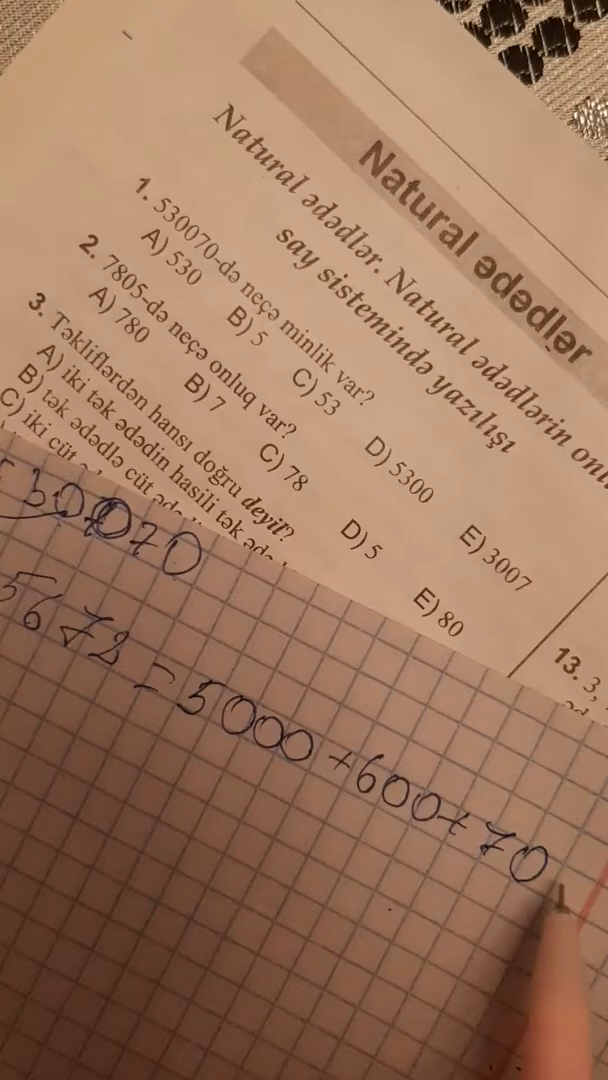 Natural ədədlər
Natural ədədlər. Natural ədədlərin
say sistemində yazılışı
1. 530070-də neçə minlik var?
A) 530 B) 5 C) 53 D) 5300 E) 3007
2. 7805-də neçə onluq var?
A) 780 B) 7 C) 78 D) 5 E) 80
3. Təkliflərdən hansı doğru deyil?
A) iki tək ədədin hasili tək
B) tək ədədlə cüt
C) iki cüt
13. 3,
30070
5672 = 5000 + 600 + 70